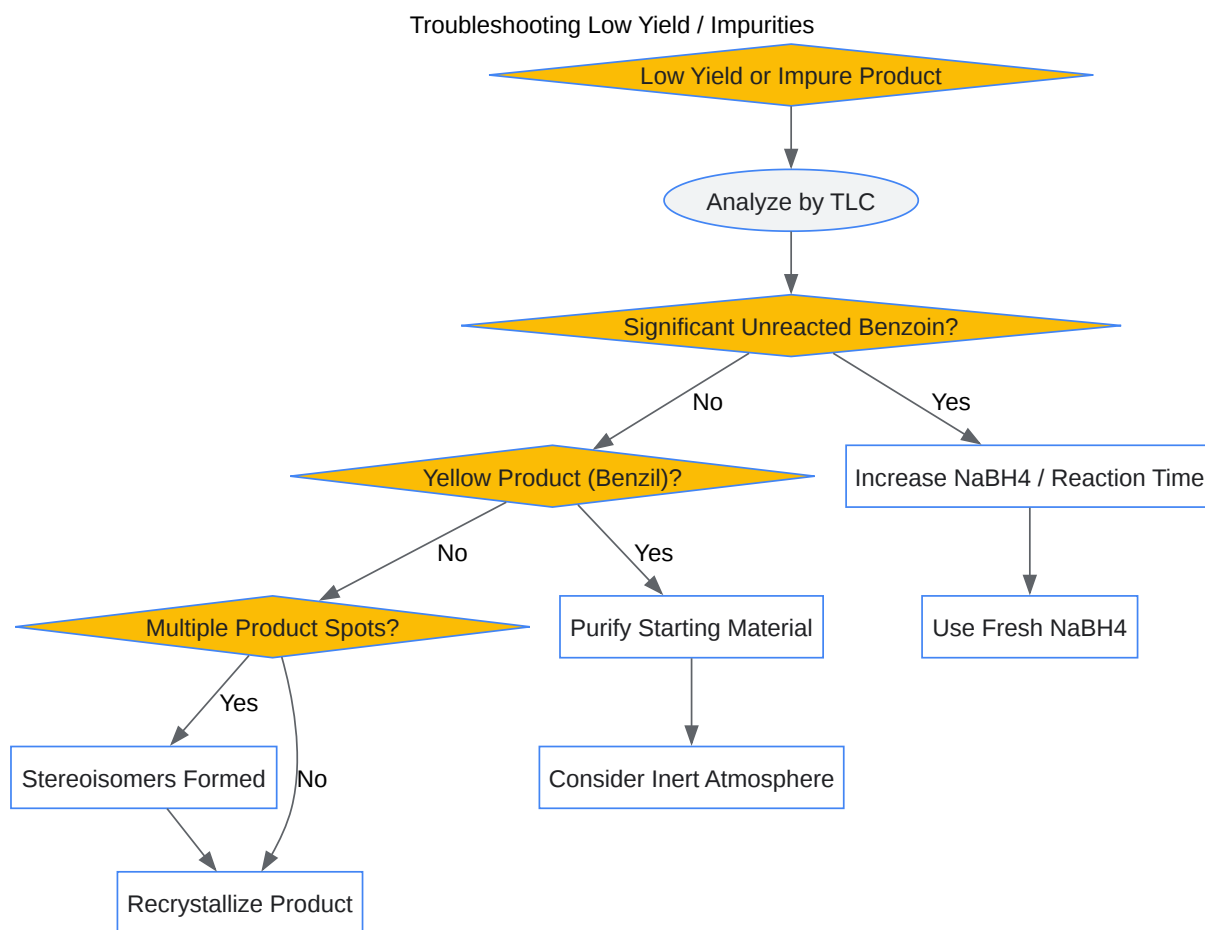 Troubleshooting Low Yield / Impurities
Low Yield or Impure Product
Analyze by TLC
Significant Unreacted Benzoin?
No
Yes
Yellow Product (Benzil)?
Increase NaBH4 / Reaction Time
No
Yes
Multiple Product Spots?
Purify Starting Material
Use Fresh NaBH4
Yes
No
Stereoisomers Formed
Consider Inert Atmosphere
Recrystallize Product